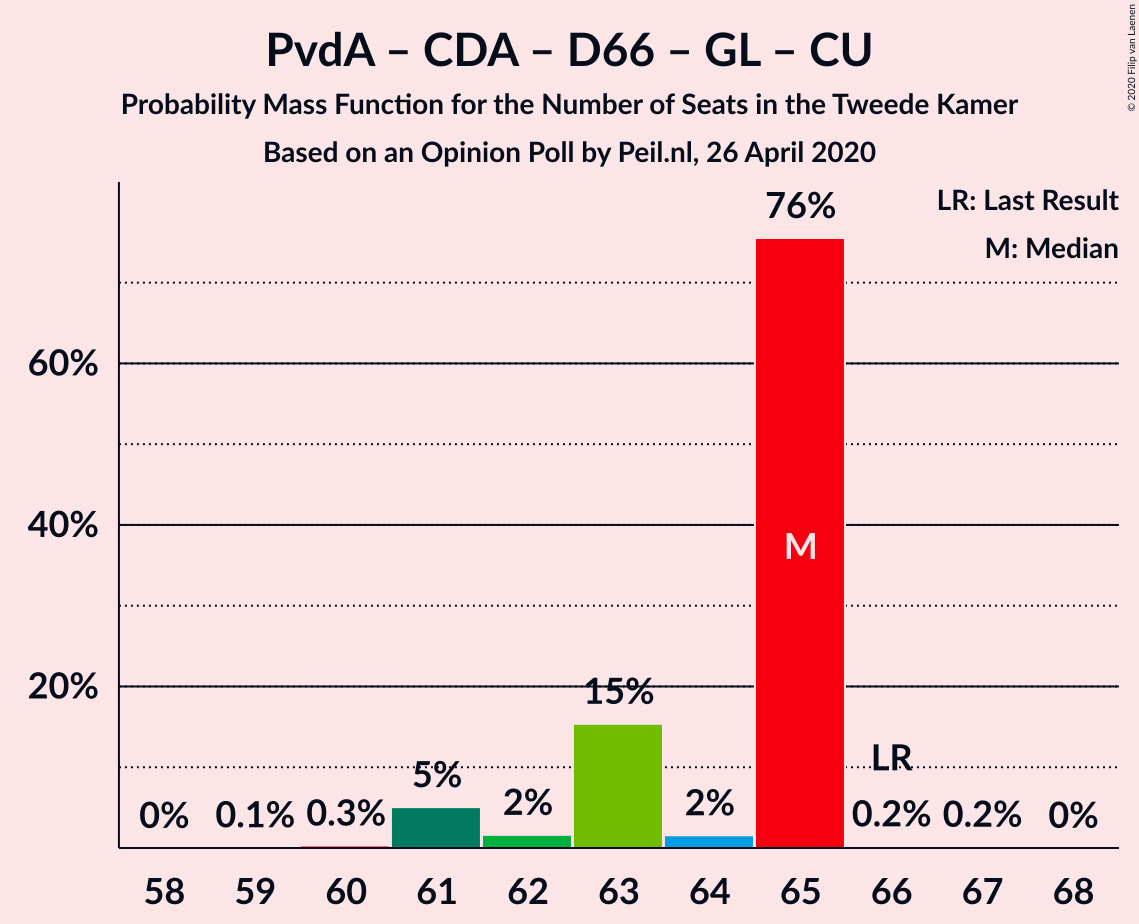 PvdA – CDA – D66 – GL – CU
Probability Mass Function for the Number of Seats in the Tweede Kamer
Based on an Opinion Poll by Peil.nl, 26 April 2020
© 2020 Filip van Laenen
LR: Last Result
M: Median
76%
60%
40%
M
20%
15%
LR
5%
0% 0.1% 0.3% 2% 2% 0.2% 0.2% 0%
58 59 60 61 62 63 64 65 66 67 68